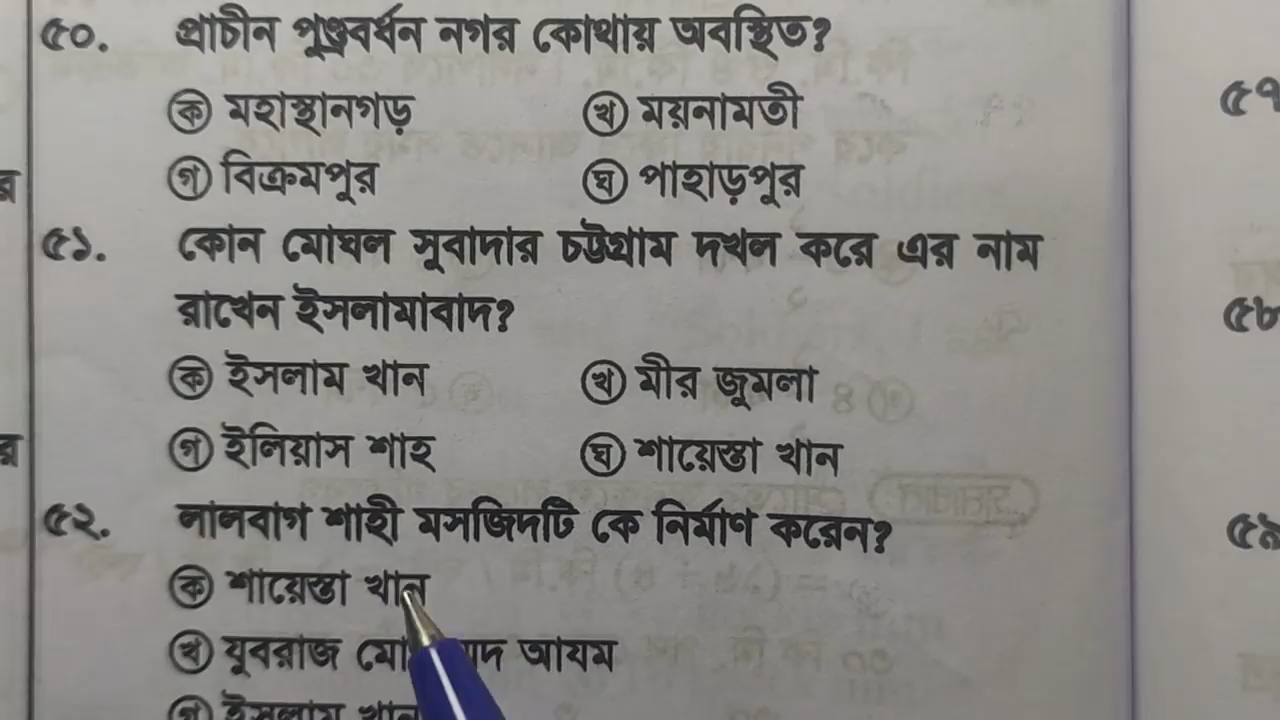 ৫০. প্রাচীন পুণ্ড্রবর্ধন নগর কোথায় অবস্থিত?
ক মহাস্থানগড় খ ময়নামতী
গ বিক্রমপুর ঘ পাহাড়পুর
৫১. কোন মোঘল সুবাদার চট্টগ্রাম দখল করে এর নাম
রাখেন ইসলামাবাদ?
ক ইসলাম খান খ মীর জুমলা
গ ইলিয়াস শাহ ঘ শায়েস্তা খান
৫২. লালবাগ শাহী মসজিদটি কে নির্মাণ করেন?
ক শায়েস্তা খান
খ যুবরাজ আযম
গ ইসলাম খান
র
র
৫৭
৫৮
৫৯